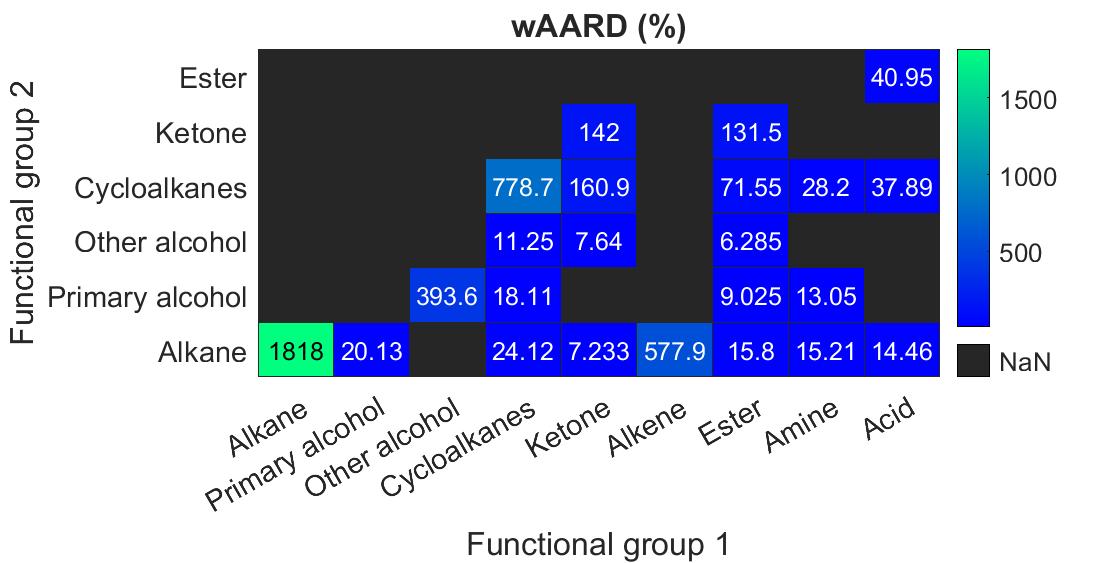 wAARD (%)
Functional group 2
Ester
40.95
Ketone
142 131.5
Cycloalkanes
778.7 160.9 71.55 28.2 37.89
Other alcohol
11.25 7.64 6.285
Primary alcohol
393.6 18.11 9.025 13.05
Alkane
1818 20.13 24.12 7.233 577.9 15.8 15.21 14.46
Alkane
Primary alcohol
Other alcohol
Cycloalkanes
Ketone
Alkene
Ester
Amine
Acid
Functional group 1
1500
1000
500
NaN